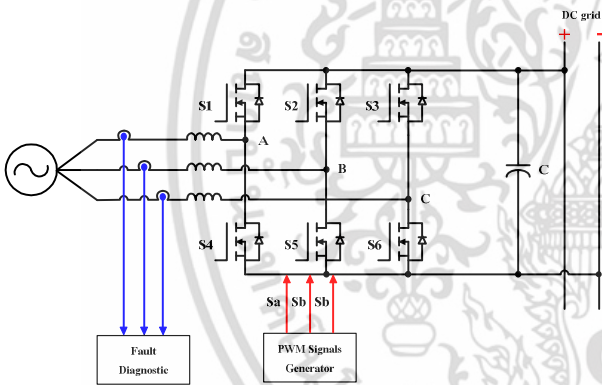 DC grid
+ -
S1 S2 S3
A
B
C
C
S4 S5 S6
Sa Sb Sb
Fault
Diagnostic
PWM Signals
Generator